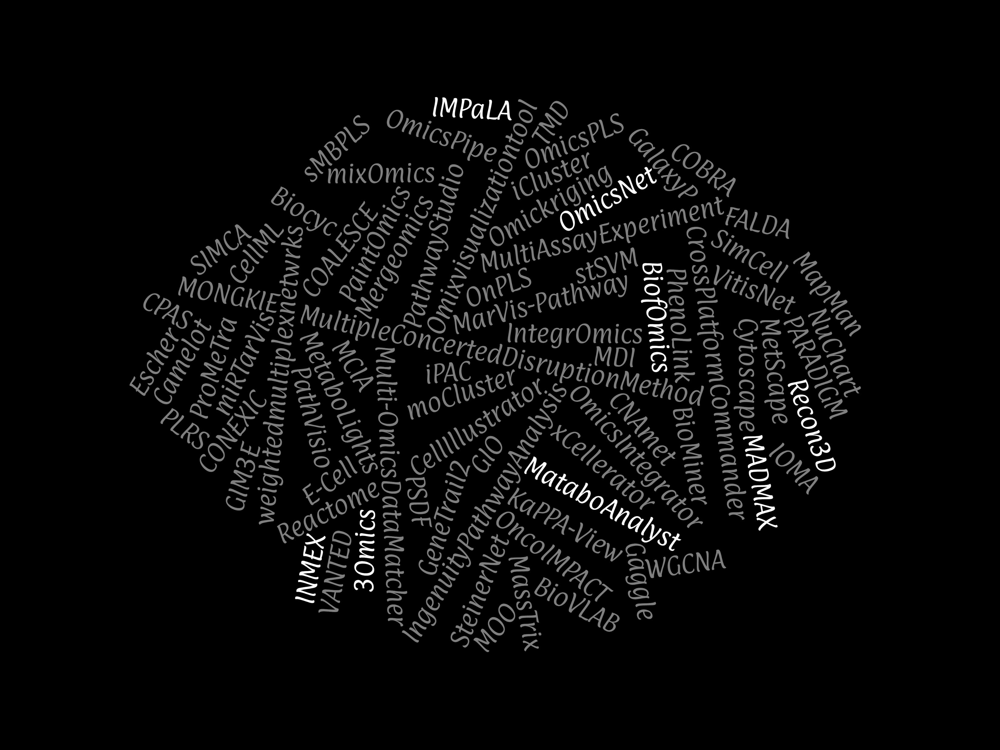 IMPaLA
OmicsPipe
sMBPLS
mixOmics
Omixvisualizationtool
TMD
OmicsPLS
iCluster
Omickriging
OmicsNet
GalaxyP
COBRA
PathwayStudio
MultiAssayExperiment
FALDA
Biocyc
COALESCE
PaintOmics
Mergeomics
SIMCA
CellML
weightedmultiplexnetwrks
MONGKIE
CPAS
Escher
Camelot
ProMeTra
miRTarVis
PLRS
CONEXIC
GIM3E
OnPLS
stSVM
MarVis-Pathway
IntegrOmics
BiofOmics
PhenoLink
CrossPlatformCommander
SimCell
VitisNet
MapMan
NuChart
PARADIGM
Metscape
Cytoscape
Recon3D
MADMAX
IOMA
MultipleConcertedDisruptionMethod
MDI
iPAC
moCluster
MCIA
MetaboLights
PathVisio
Multi-OmicsDataMatcher
E-Cell
Reactome
INMEX
VANTED
3Omics
CellIllustrator
GIO
JDSP
GeneTrail2
IngenuityPathwayAnalysis
OmicsIntegrator
CNAmet
BioMiner
xCellerator
MataboAnalyst
KaPPA-View
OncoIMPACT
SteinerNet
MOO
MassTrix
BioVLAB
Gaggle
WGCNA